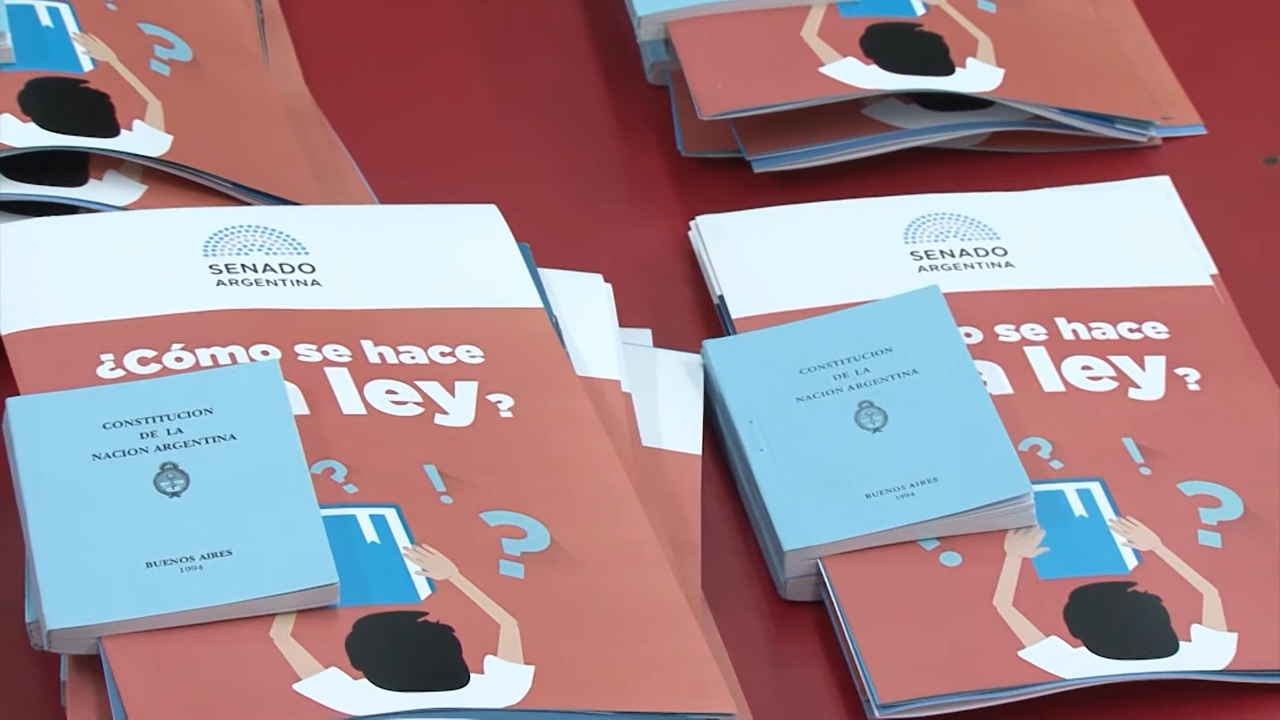 SENADO
ARGENTINA
¿Cómo se hace
ley?
CONSTITUCION
DE LA
NACION ARGENTINA
BUENOS AIRES
1994
SENADO
ARGENTINA
se hace
ley?
CONSTITUCION
DE LA
NACION ARGENTINA
BUENOS AIRES
1994